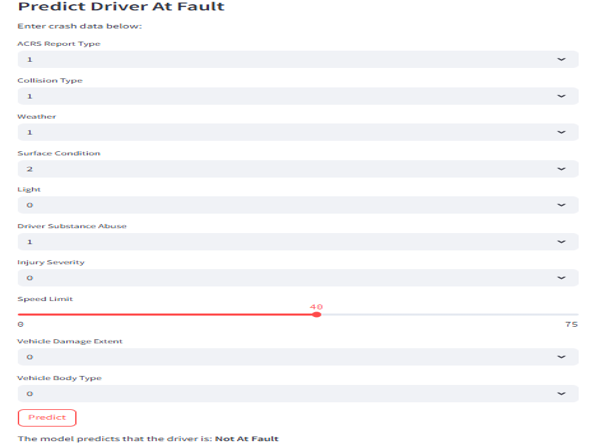 Predict Driver At Fault
Enter crash data below:
ACRS Report Type
1
Collision Type
1
Weather
1
Surface Condition
2
Light
0
Driver Substance Abuse
1
Injury Severity
0
Speed Limit
40
0 75
Vehicle Damage Extent
0
Vehicle Body Type
0
Predict
The model predicts that the driver is: Not At Fault